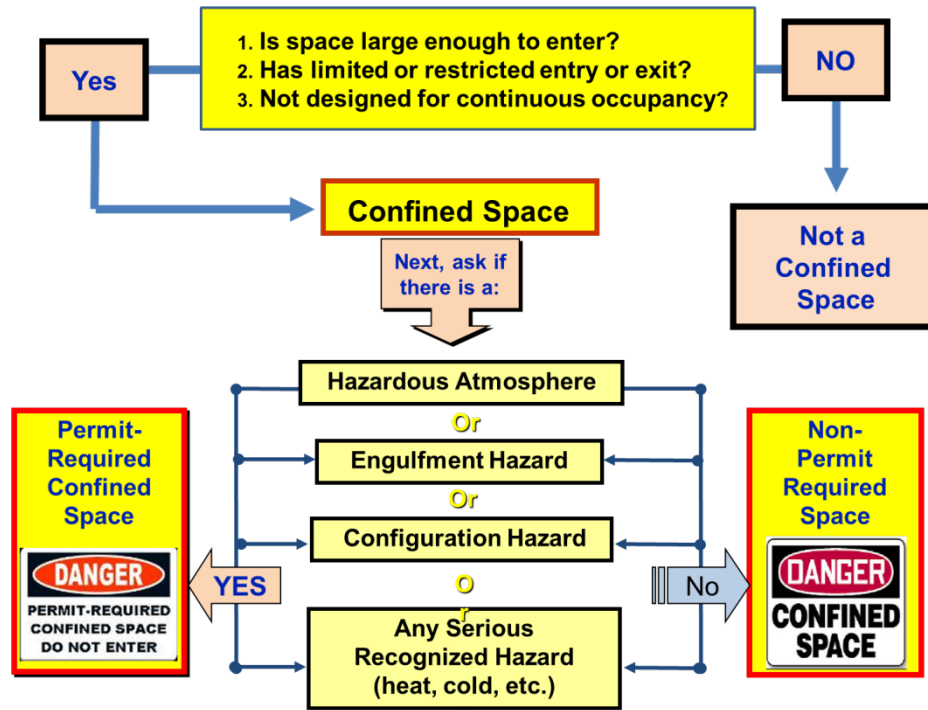 1. Is space large enough to enter?
2. Has limited or restricted entry or exit?
3. Not designed for continuous occupancy?
Yes
NO
Confined Space
Not a
Confined
Space
Next, ask if
there is a:
Hazardous Atmosphere
Or
Engulfment Hazard
Or
Configuration Hazard
O
r
Any Serious
Recognized Hazard
(heat, cold, etc.)
Permit-
Required
Confined
Space
DANGER
PERMIT-REQUIRED
CONFINED SPACE
DO NOT ENTER
YES
No
Non-
Permit
Required
Space
DANGER
CONFINED
SPACE